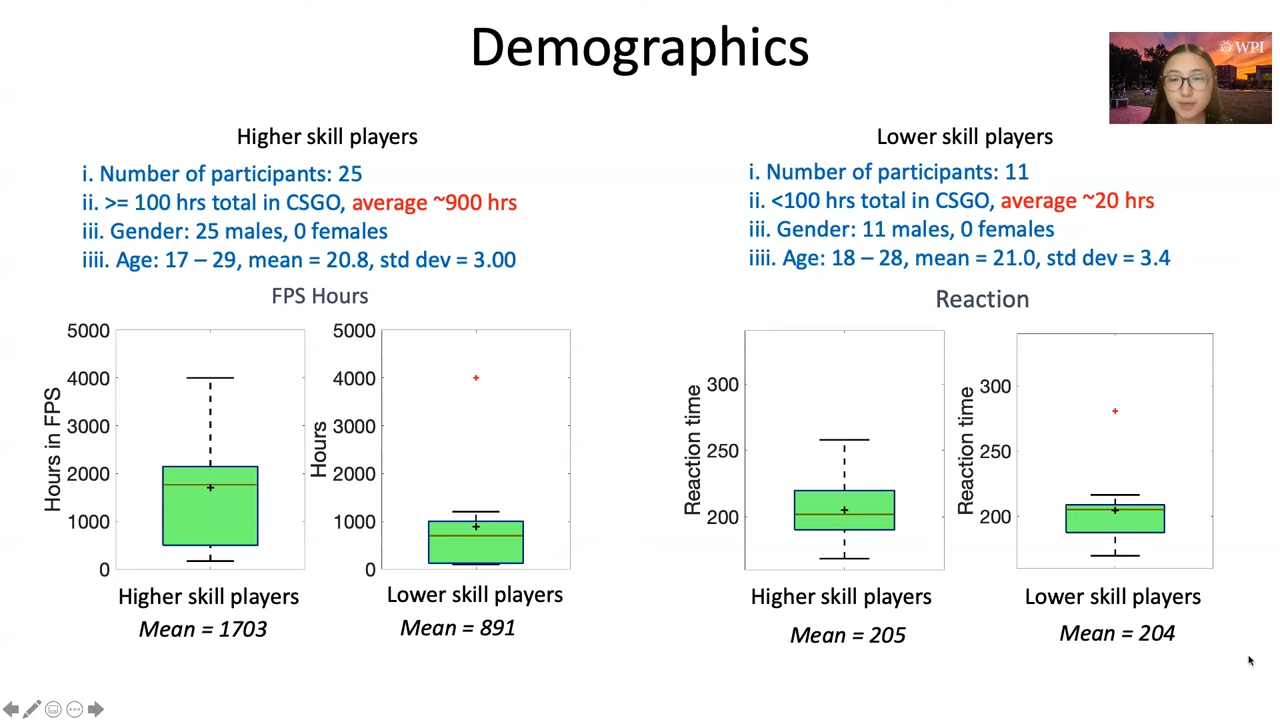 Demographics
WPI
Higher skill players
i. Number of participants: 25
ii. >= 100 hrs total in CSGO, average ~900 hrs
iii. Gender: 25 males, 0 females
iiii. Age: 17 – 29, mean = 20.8, std dev = 3.00
Lower skill players
i. Number of participants: 11
ii. <100 hrs total in CSGO, average ~20 hrs
iii. Gender: 11 males, 0 females
iiii. Age: 18 – 28, mean = 21.0, std dev = 3.4
FPS Hours
Hours in FPS
5000
4000
3000
2000
1000
0
Higher skill players
Mean = 1703
Hours
5000
4000
3000
2000
1000
0
Lower skill players
Mean = 891
Reaction
Reaction time
300
250
200
Higher skill players
Mean = 205
Reaction time
300
250
200
Lower skill players
Mean = 204